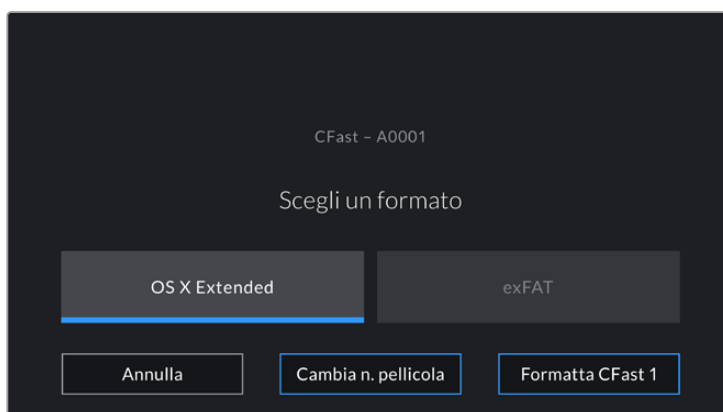 CFast – A0001
Scegli un formato
OS X Extended
exFAT
Annulla
Cambia n. pellicola
Formatta CFast 1